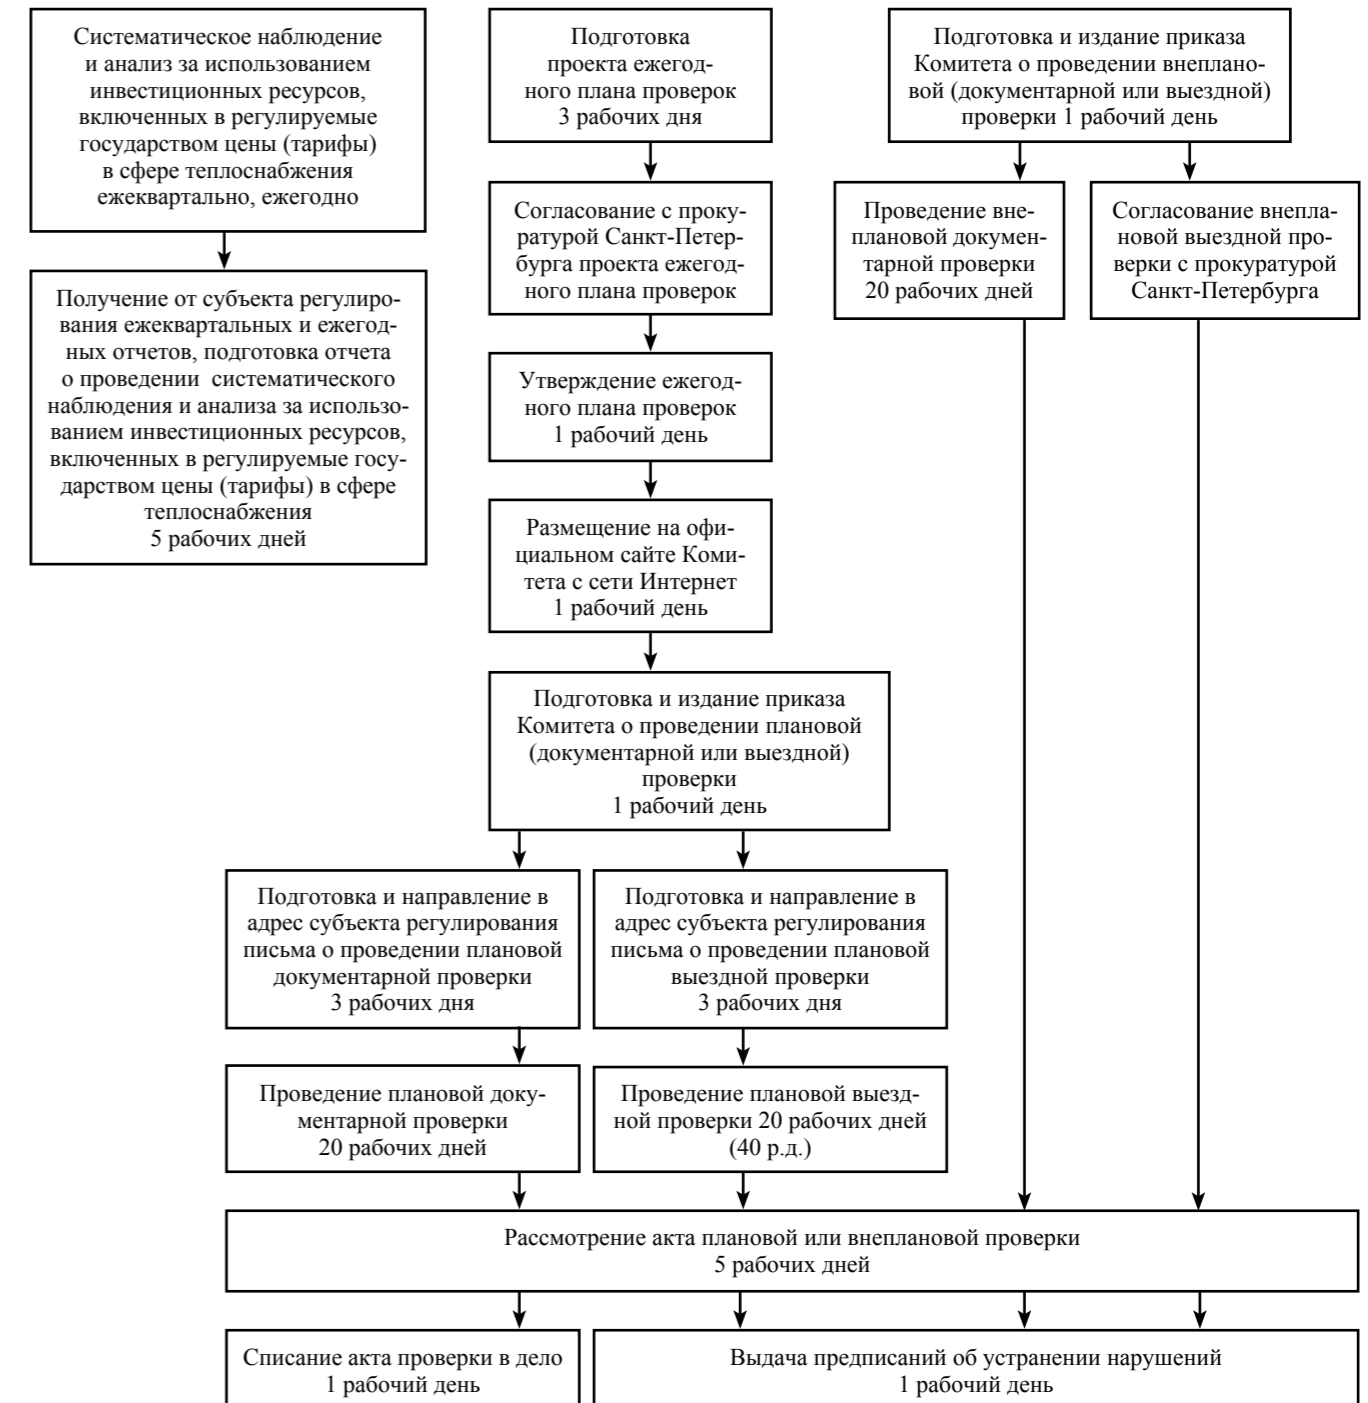 Систематическое наблюдение
и анализ за использованием
инвестиционных ресурсов,
включенных в регулируемые
государством цены (тарифы)
в сфере теплоснабжения
ежеквартально, ежегодно
Получение от субъекта регулиро-
вания ежеквартальных и ежегод-
ных отчетов, подготовка отчета
о проведении систематического
наблюдения и анализа за использо-
ванием инвестиционных ресурсов,
включенных в регулируемые госу-
дарством цены (тарифы) в сфере
теплоснабжения
5 рабочих дней
Подготовка
проекта ежегод-
ного плана проверок
3 рабочих дня
Согласование с проку-
ратурой Санкт-Петер-
бурга проекта ежегод-
ного плана проверок
Утверждение ежегод-
ного плана проверок
1 рабочий день
Размещение на офи-
циальном сайте Коми-
тета с сети Интернет
1 рабочий день
Подготовка и издание приказа
Комитета о проведении плановой
(документарной или выездной)
проверки
1 рабочий день
Подготовка и издание приказа
Комитета о проведении внеплано-
вой (документарной или выездной)
проверки 1 рабочий день
Проведение вне-
плановой докумен-
тарной проверки
20 рабочих дней
Согласование внепла-
новой выездной про-
верки с прокуратурой
Санкт-Петербурга
Подготовка и направление в
адрес субъекта регулирования
письма о проведении плановой
документарной проверки
3 рабочих дня
Подготовка и направление в
адрес субъекта регулирования
письма о проведении плановой
выездной проверки
3 рабочих дня
Проведение плановой доку-
ментарной проверки
20 рабочих дней
Проведение плановой выезд-
ной проверки 20 рабочих дней
(40 р.д.)
Рассмотрение акта плановой или внеплановой проверки
5 рабочих дней
Списание акта проверки в дело
1 рабочий день
Выдача предписаний об устранении нарушений
1 рабочий день